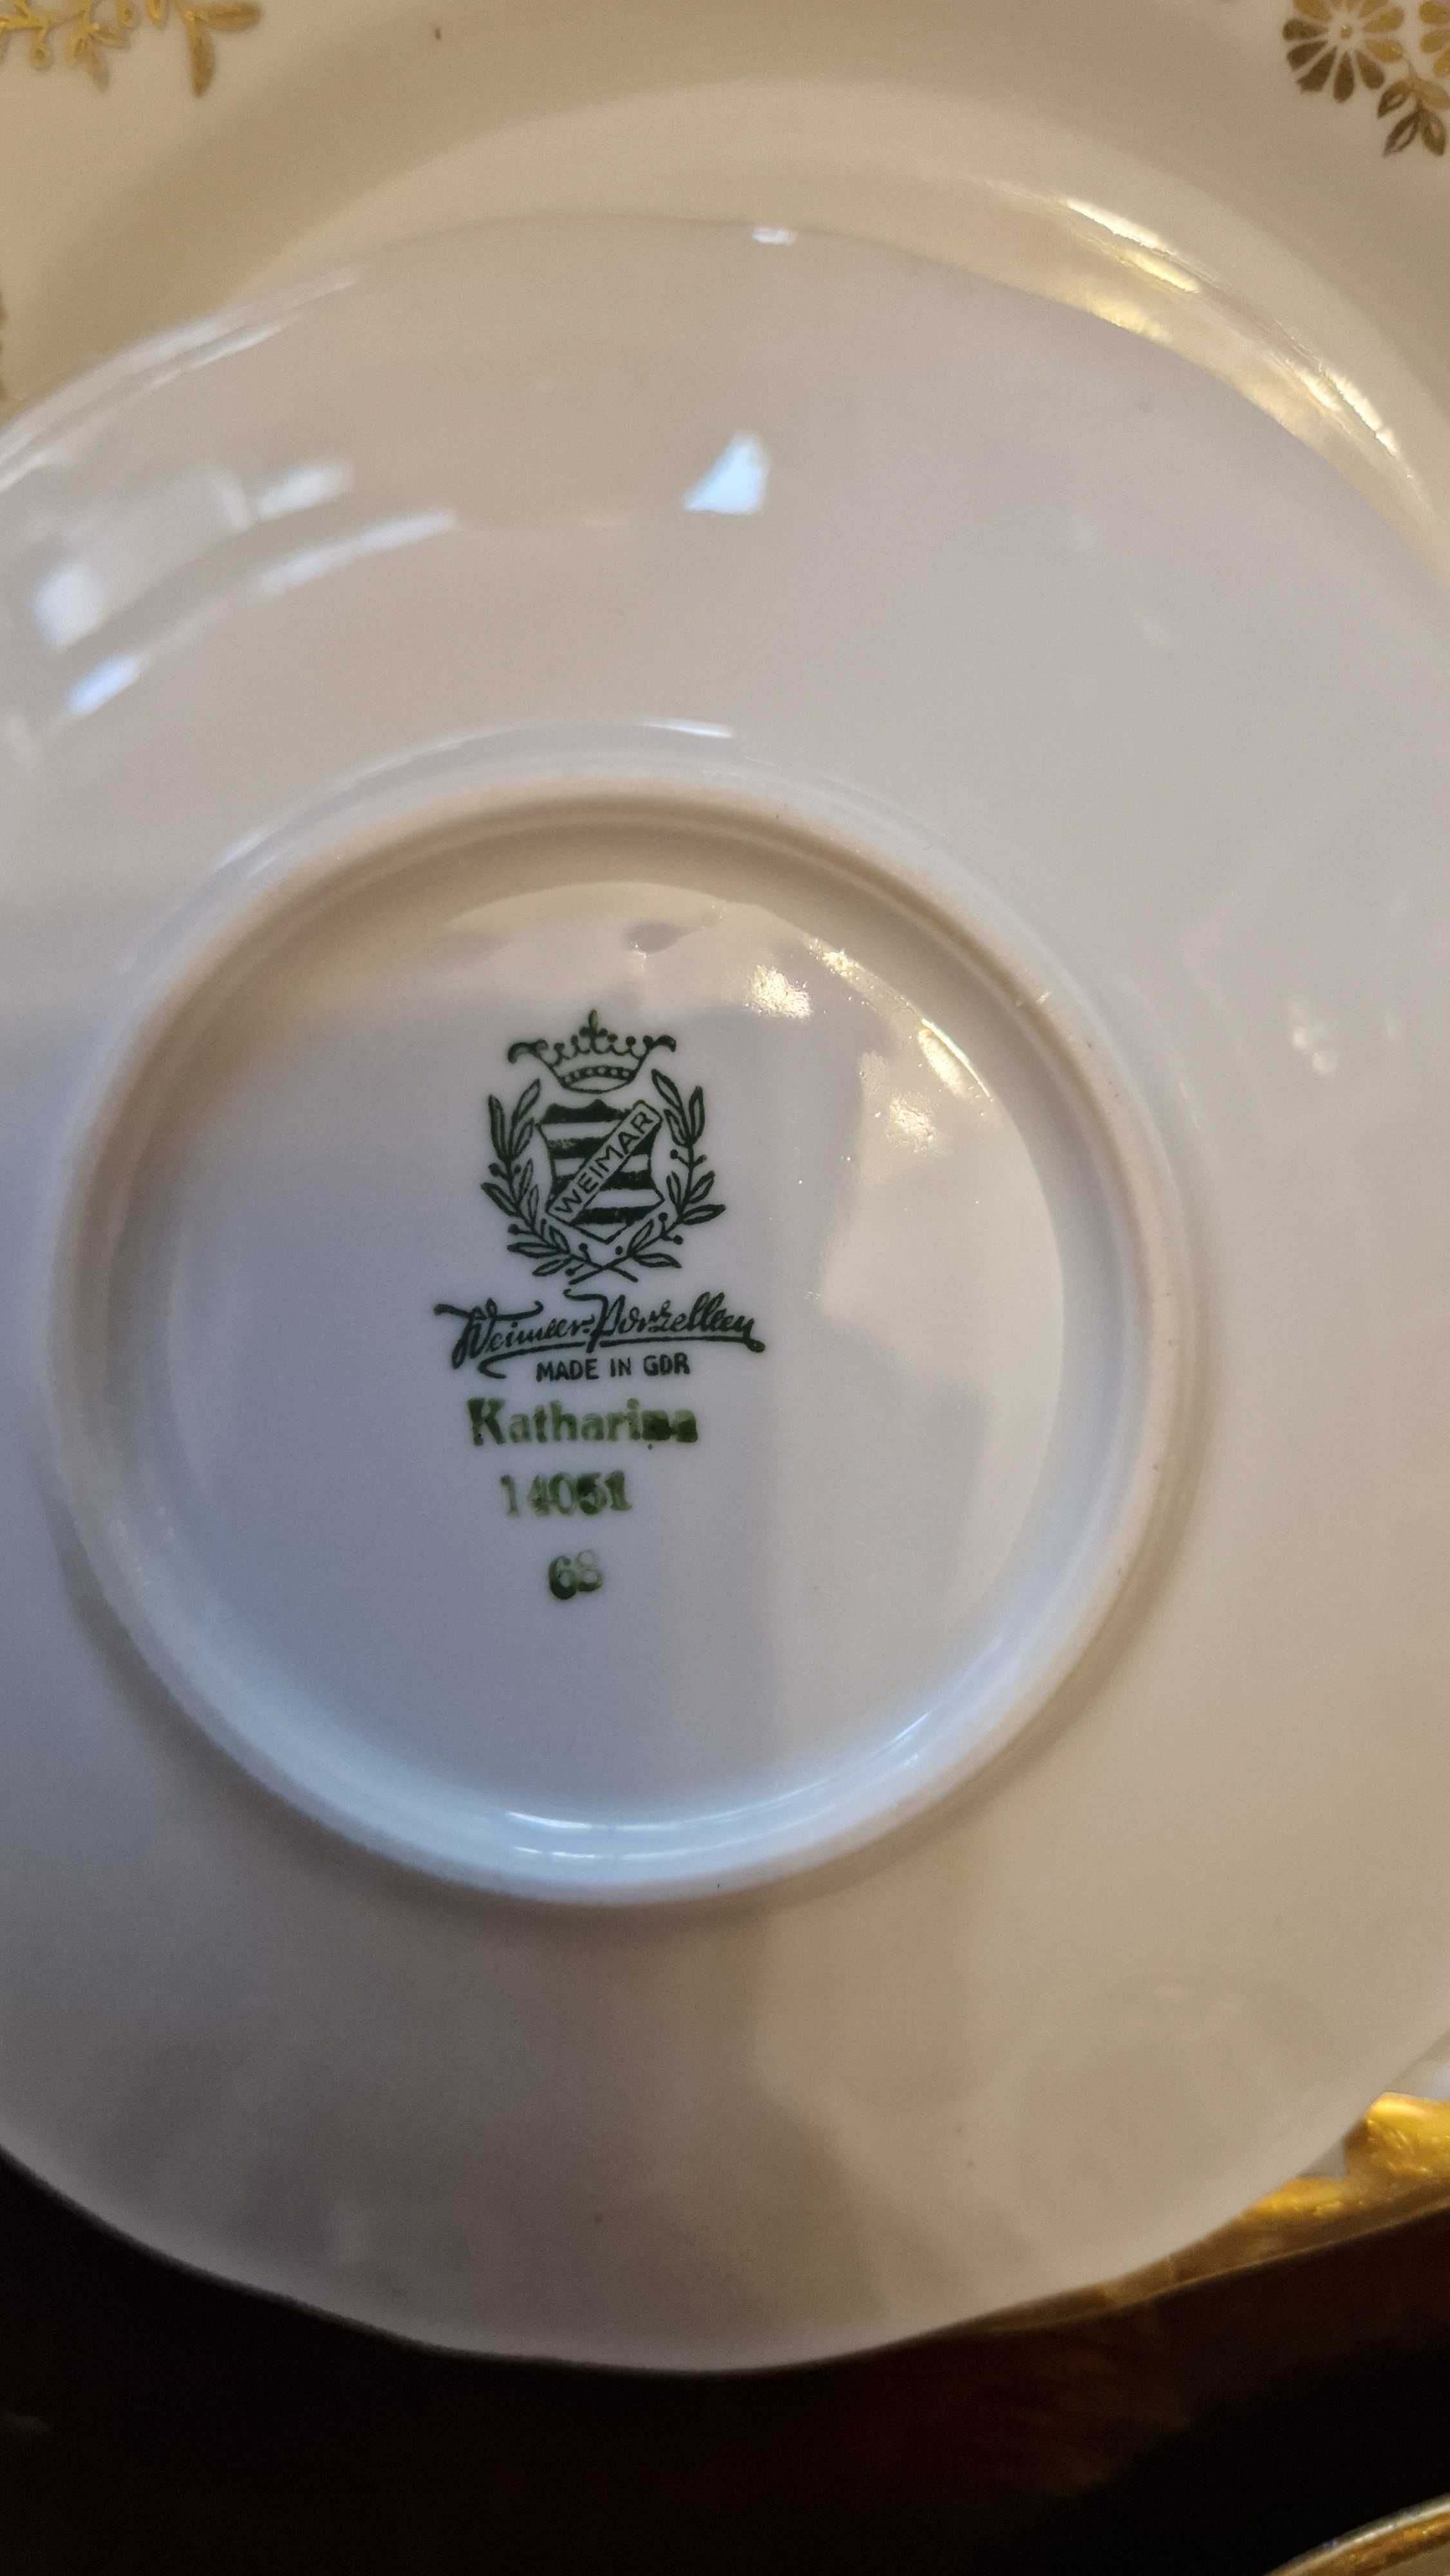 WEIMAR
Weimar-Porzellan
MADE IN GDR
Katharina
14051
68